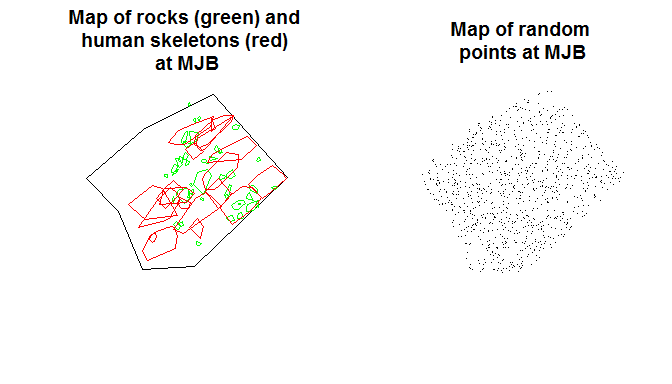 Map of rocks (green) and
human skeletons (red)
at MJB
Map of random
points at MJB